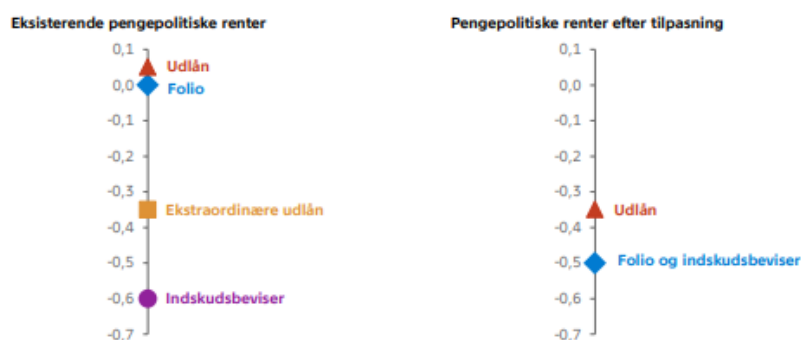 Eksisterende pengepolitiske renter
0,1
Udlån
0,0
Folio
-0,1
-0,2
-0,3
Ekstraordinære udlån
-0,4
-0,5
-0,6
Indskudsbeviser
-0,7
Pengepolitiske renter efter tilpasning
0,1
0,0
-0,1
-0,2
-0,3
Udlån
-0,4
-0,5
Folio og indskudsbeviser
-0,6
-0,7